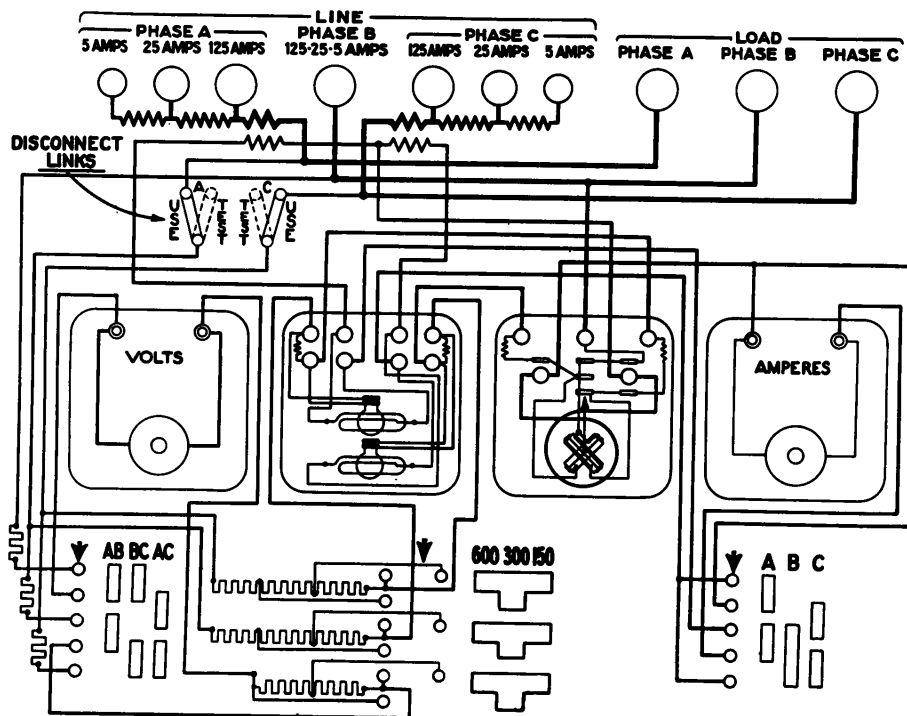 LINE
PHASE A
5 AMPS 25 AMPS 125 AMPS
PHASE B
125-25-5 AMPS
PHASE C
125 AMPS 25 AMPS 5 AMPS
LOAD
PHASE A PHASE B PHASE C
DISCONNECT
LINKS
A
USE
TEST
C
TEST
USE
VOLTS
AMPERES
AB BC AC
600 300 150
A B C